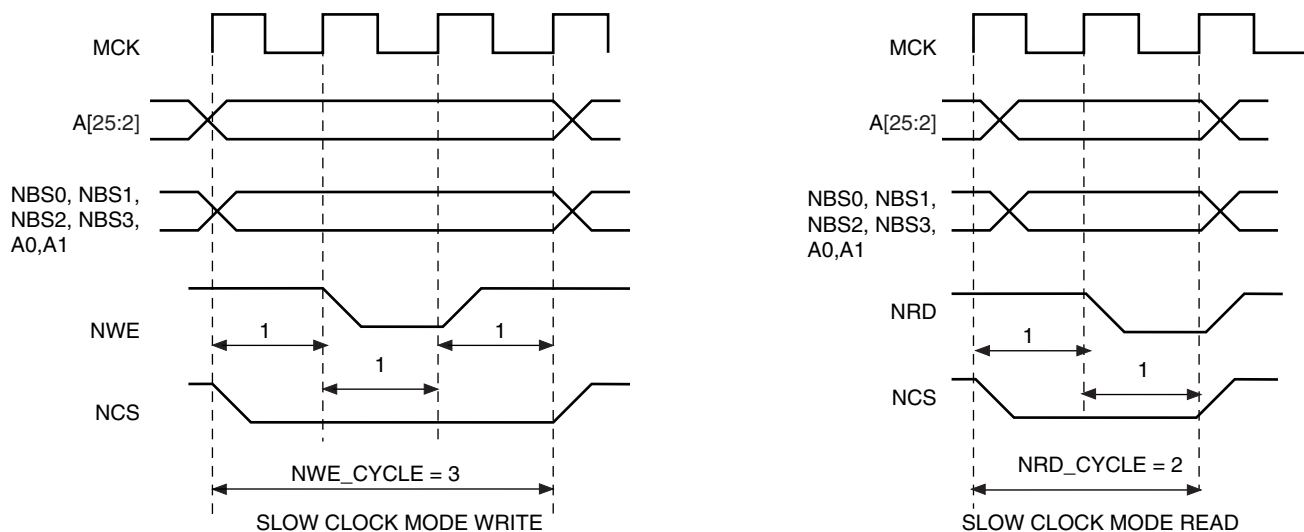 MCK
A[25:2]
NBS0, NBS1,
NBS2, NBS3,
A0,A1
NWE
1
1
1
NCS
NWE_CYCLE = 3
SLOW CLOCK MODE WRITE
MCK
A[25:2]
NBS0, NBS1,
NBS2, NBS3,
A0,A1
NRD
1
1
NCS
NRD_CYCLE = 2
SLOW CLOCK MODE READ